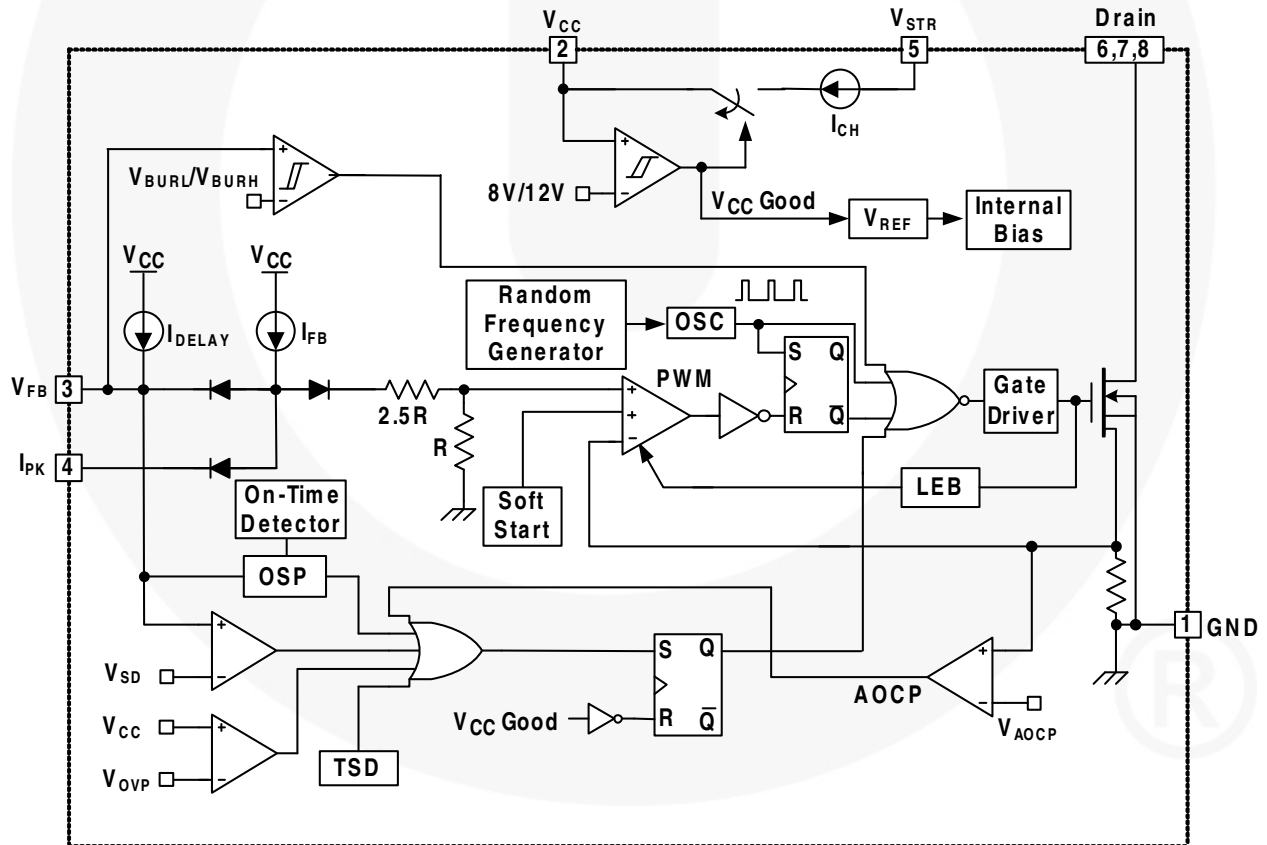 VCC
VSTR
Drain
2
5
6,7,8
ICH
+
-
VBURL/VBURH
+
-
8V/12V
VCC Good
VREF
Internal
Bias
VCC
VCC
IDELAY
IFB
Random
Frequency
Generator
OSC
S Q
R Q̅
PWM
+
+
-
VFB 3
2.5R
R
Gate
Driver
IPK 4
LEB
On-Time
Detector
Soft
Start
OSP
1 GND
+
-
VSD
S Q
R Q̅
AOCP
+
-
VAOCP
VCC Good
VCC
+
-
VOVP
TSD
®